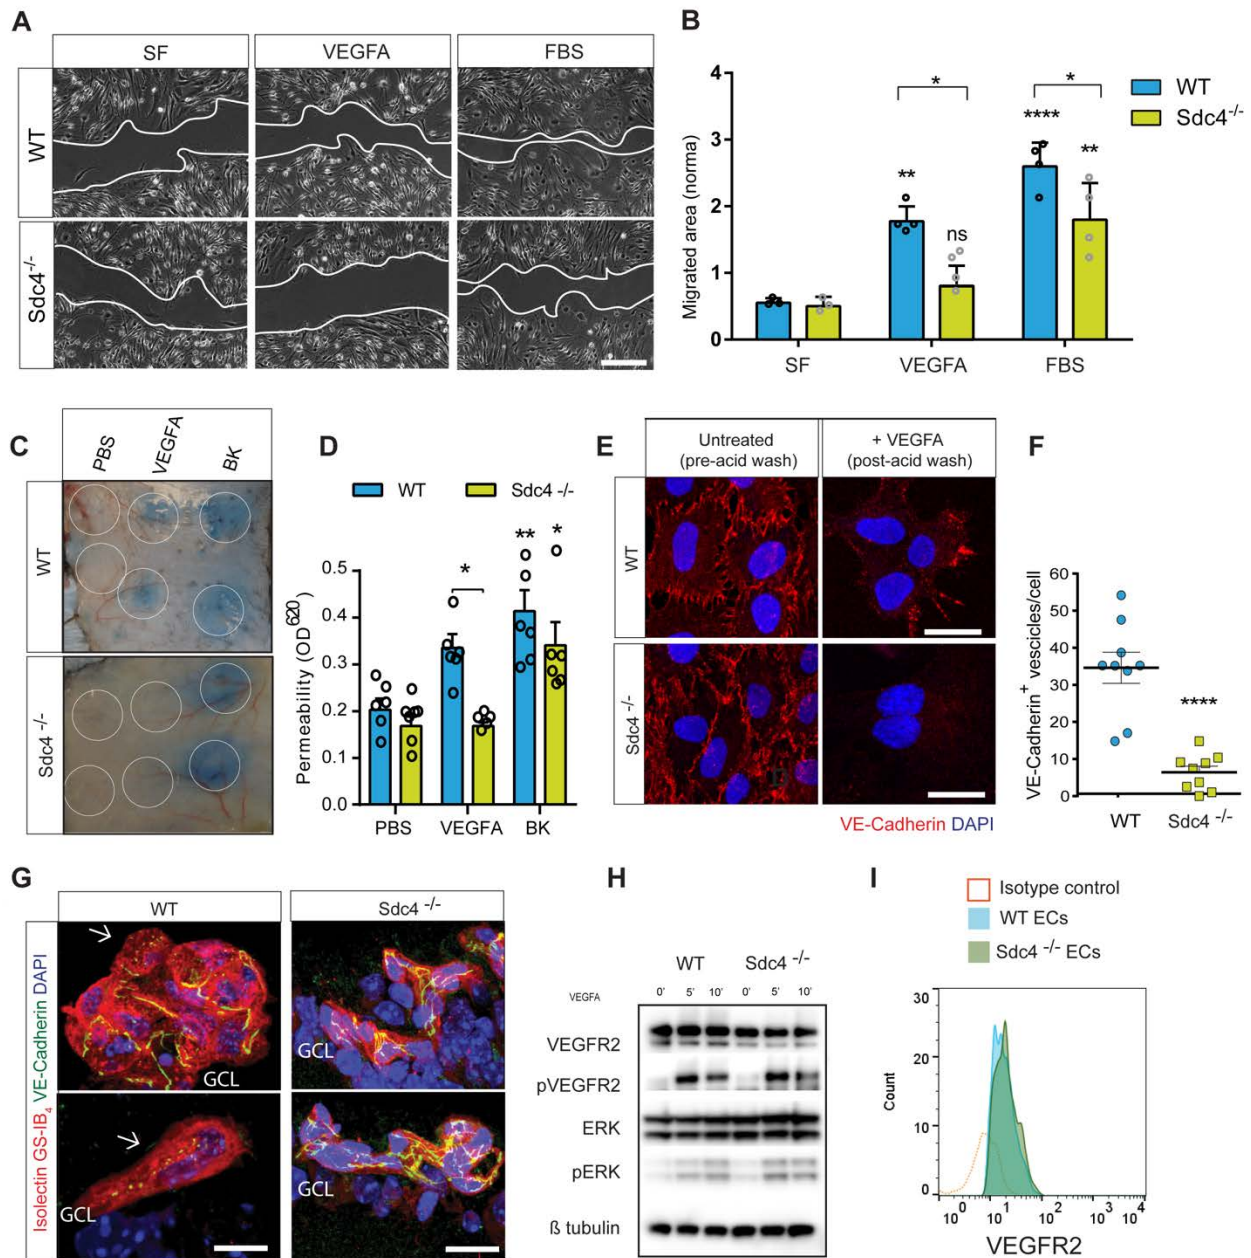 A
SF
VEGFA
FBS
WT
Sdc4-/-
B
4
3
2
1
0
Migrated area (norma)
*
*
**
ns
****
**
SF
VEGFA
FBS
WT
Sdc4-/-
C
PBS
VEGFA
BK
WT
Sdc4 -/-
D
WT
Sdc4 -/-
0.5
0.4
0.3
0.2
0.1
0.0
Permeability (OD620)
*
**
*
PBS
VEGFA
BK
E
Untreated
(pre-acid wash)
+ VEGFA
(post-acid wash)
WT
Sdc4-/-
VE-Cadherin DAPI
F
60
50
40
30
20
10
0
VE-Cadherin+ vescicles/cell
****
WT
Sdc4 -/-
G
WT
Sdc4 -/-
Isolectin GS-IB4 VE-Cadherin DAPI
GCL
GCL
GCL
GCL
H
WT
Sdc4 -/-
VEGFA
0' 5' 10' 0' 5' 10'
VEGFR2
pVEGFR2
ERK
pERK
ß tubulin
I
Isotype control
WT ECs
Sdc4 -/- ECs
30
20
10
0
Count
10^0 10^1 10^2 10^3 10^4
VEGFR2